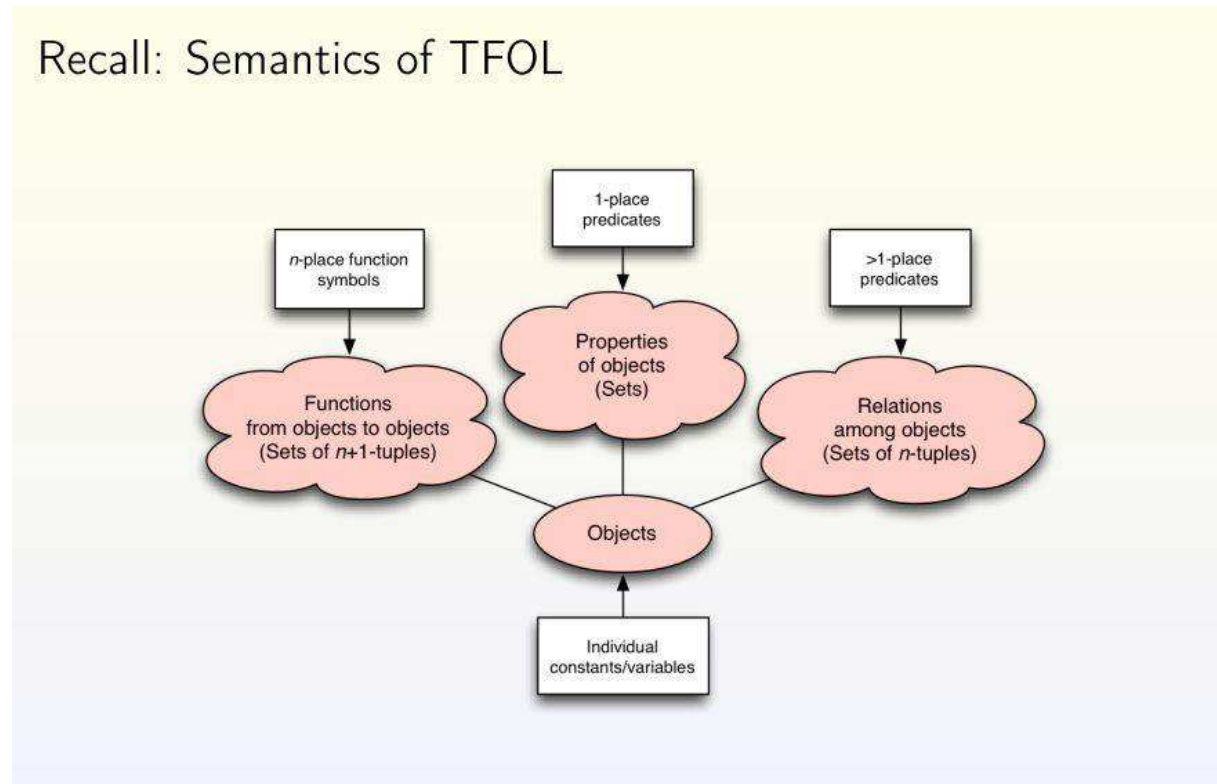 Recall: Semantics of TFOL
1-place
predicates
n-place function
symbols
>1-place
predicates
Properties
of objects
(Sets)
Functions
from objects to objects
(Sets of n+1-tuples)
Relations
among objects
(Sets of n-tuples)
Objects
Individual
constants/variables